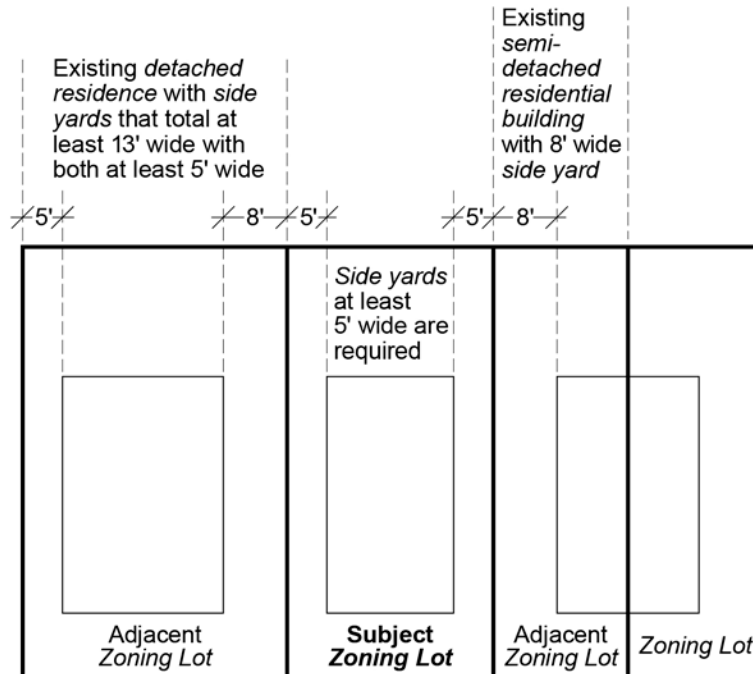 Existing detached
residence with side
yards that total at
least 13' wide with
both at least 5' wide
Existing
semi-
detached
residential
building
with 8' wide
side yard
5'
8'
5'
5'
8'
Side yards
at least
5' wide are
required
Adjacent
Zoning Lot
Subject
Zoning Lot
Adjacent
Zoning Lot
Zoning Lot